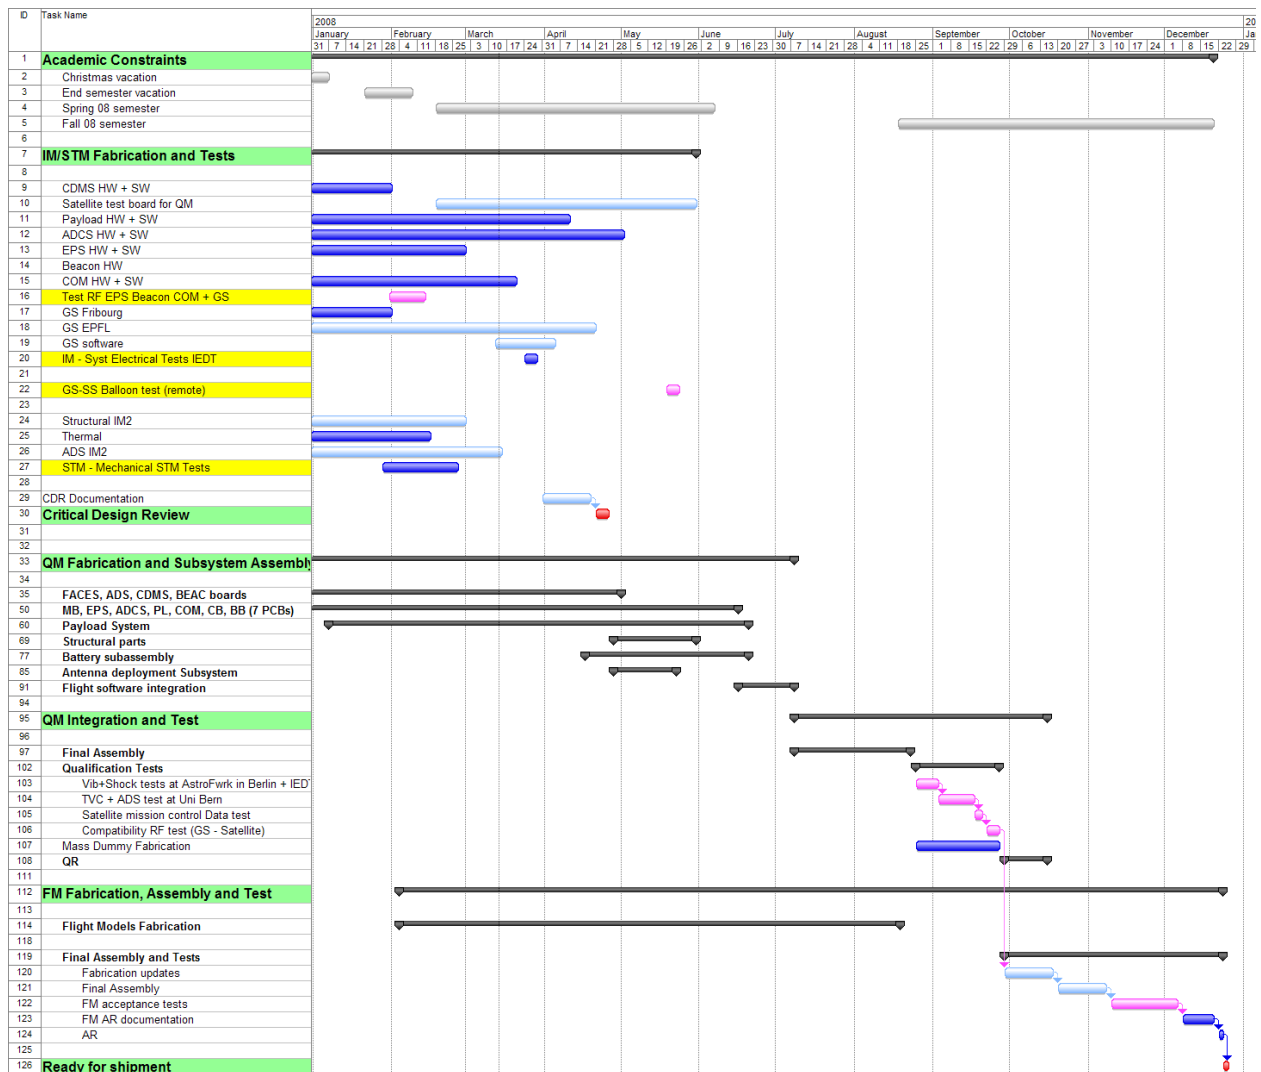 ID Task Name
2008 20
January February March April May June July August September October November December Ja
31 7 14 21 28 4 11 18 25 3 10 17 24 31 7 14 21 28 5 12 19 26 2 9 16 23 30 7 14 21 28 4 11 18 25 1 8 15 22 29 6 13 20 27 3 10 17 24 1 8 15 22 29
1 Academic Constraints
2 Christmas vacation
3 End semester vacation
4 Spring 08 semester
5 Fall 08 semester
6
7 IM/STM Fabrication and Tests
8
9 CDMS HW + SW
10 Satellite test board for QM
11 Payload HW + SW
12 ADCS HW + SW
13 EPS HW + SW
14 Beacon HW
15 COM HW + SW
16 Test RF EPS Beacon COM + GS
17 GS Fribourg
18 GS EPFL
19 GS software
20 IM - Syst Electrical Tests IEDT
21
22 GS-SS Balloon test (remote)
23
24 Structural IM2
25 Thermal
26 ADS IM2
27 STM - Mechanical STM Tests
28
29 CDR Documentation
30 Critical Design Review
31
32
33 QM Fabrication and Subsystem Assembly
34
35 FACES, ADS, CDMS, BEAC boards
50 MB, EPS, ADCS, PL, COM, CB, BB (7 PCBs)
60 Payload System
69 Structural parts
77 Battery subassembly
85 Antenna deployment Subsystem
91 Flight software integration
94
95 QM Integration and Test
96
97 Final Assembly
102 Qualification Tests
103 Vib+Shock tests at AstroFwrk in Berlin + IEDT
104 TVC + ADS test at Uni Bern
105 Satellite mission control Data test
106 Compatibility RF test (GS - Satellite)
107 Mass Dummy Fabrication
108 QR
111
112 FM Fabrication, Assembly and Test
113
114 Flight Models Fabrication
118
119 Final Assembly and Tests
120 Fabrication updates
121 Final Assembly
122 FM acceptance tests
123 FM AR documentation
124 AR
125
126 Ready for shipment